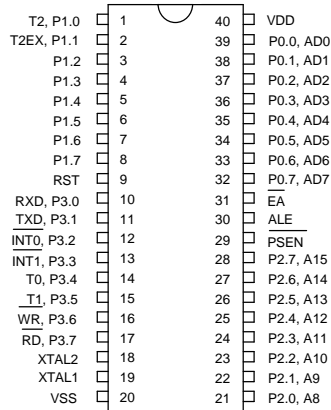 T2, P1.0 1 40 VDD
T2EX, P1.1 2 39 P0.0, AD0
P1.2 3 38 P0.1, AD1
P1.3 4 37 P0.2, AD2
P1.4 5 36 P0.3, AD3
P1.5 6 35 P0.4, AD4
P1.6 7 34 P0.5, AD5
P1.7 8 33 P0.6, AD6
RST 9 32 P0.7, AD7
RXD, P3.0 10 31 EA
TXD, P3.1 11 30 ALE
INT0, P3.2 12 29 PSEN
INT1, P3.3 13 28 P2.7, A15
T0, P3.4 14 27 P2.6, A14
T1, P3.5 15 26 P2.5, A13
WR, P3.6 16 25 P2.4, A12
RD, P3.7 17 24 P2.3, A11
XTAL2 18 23 P2.2, A10
XTAL1 19 22 P2.1, A9
VSS 20 21 P2.0, A8